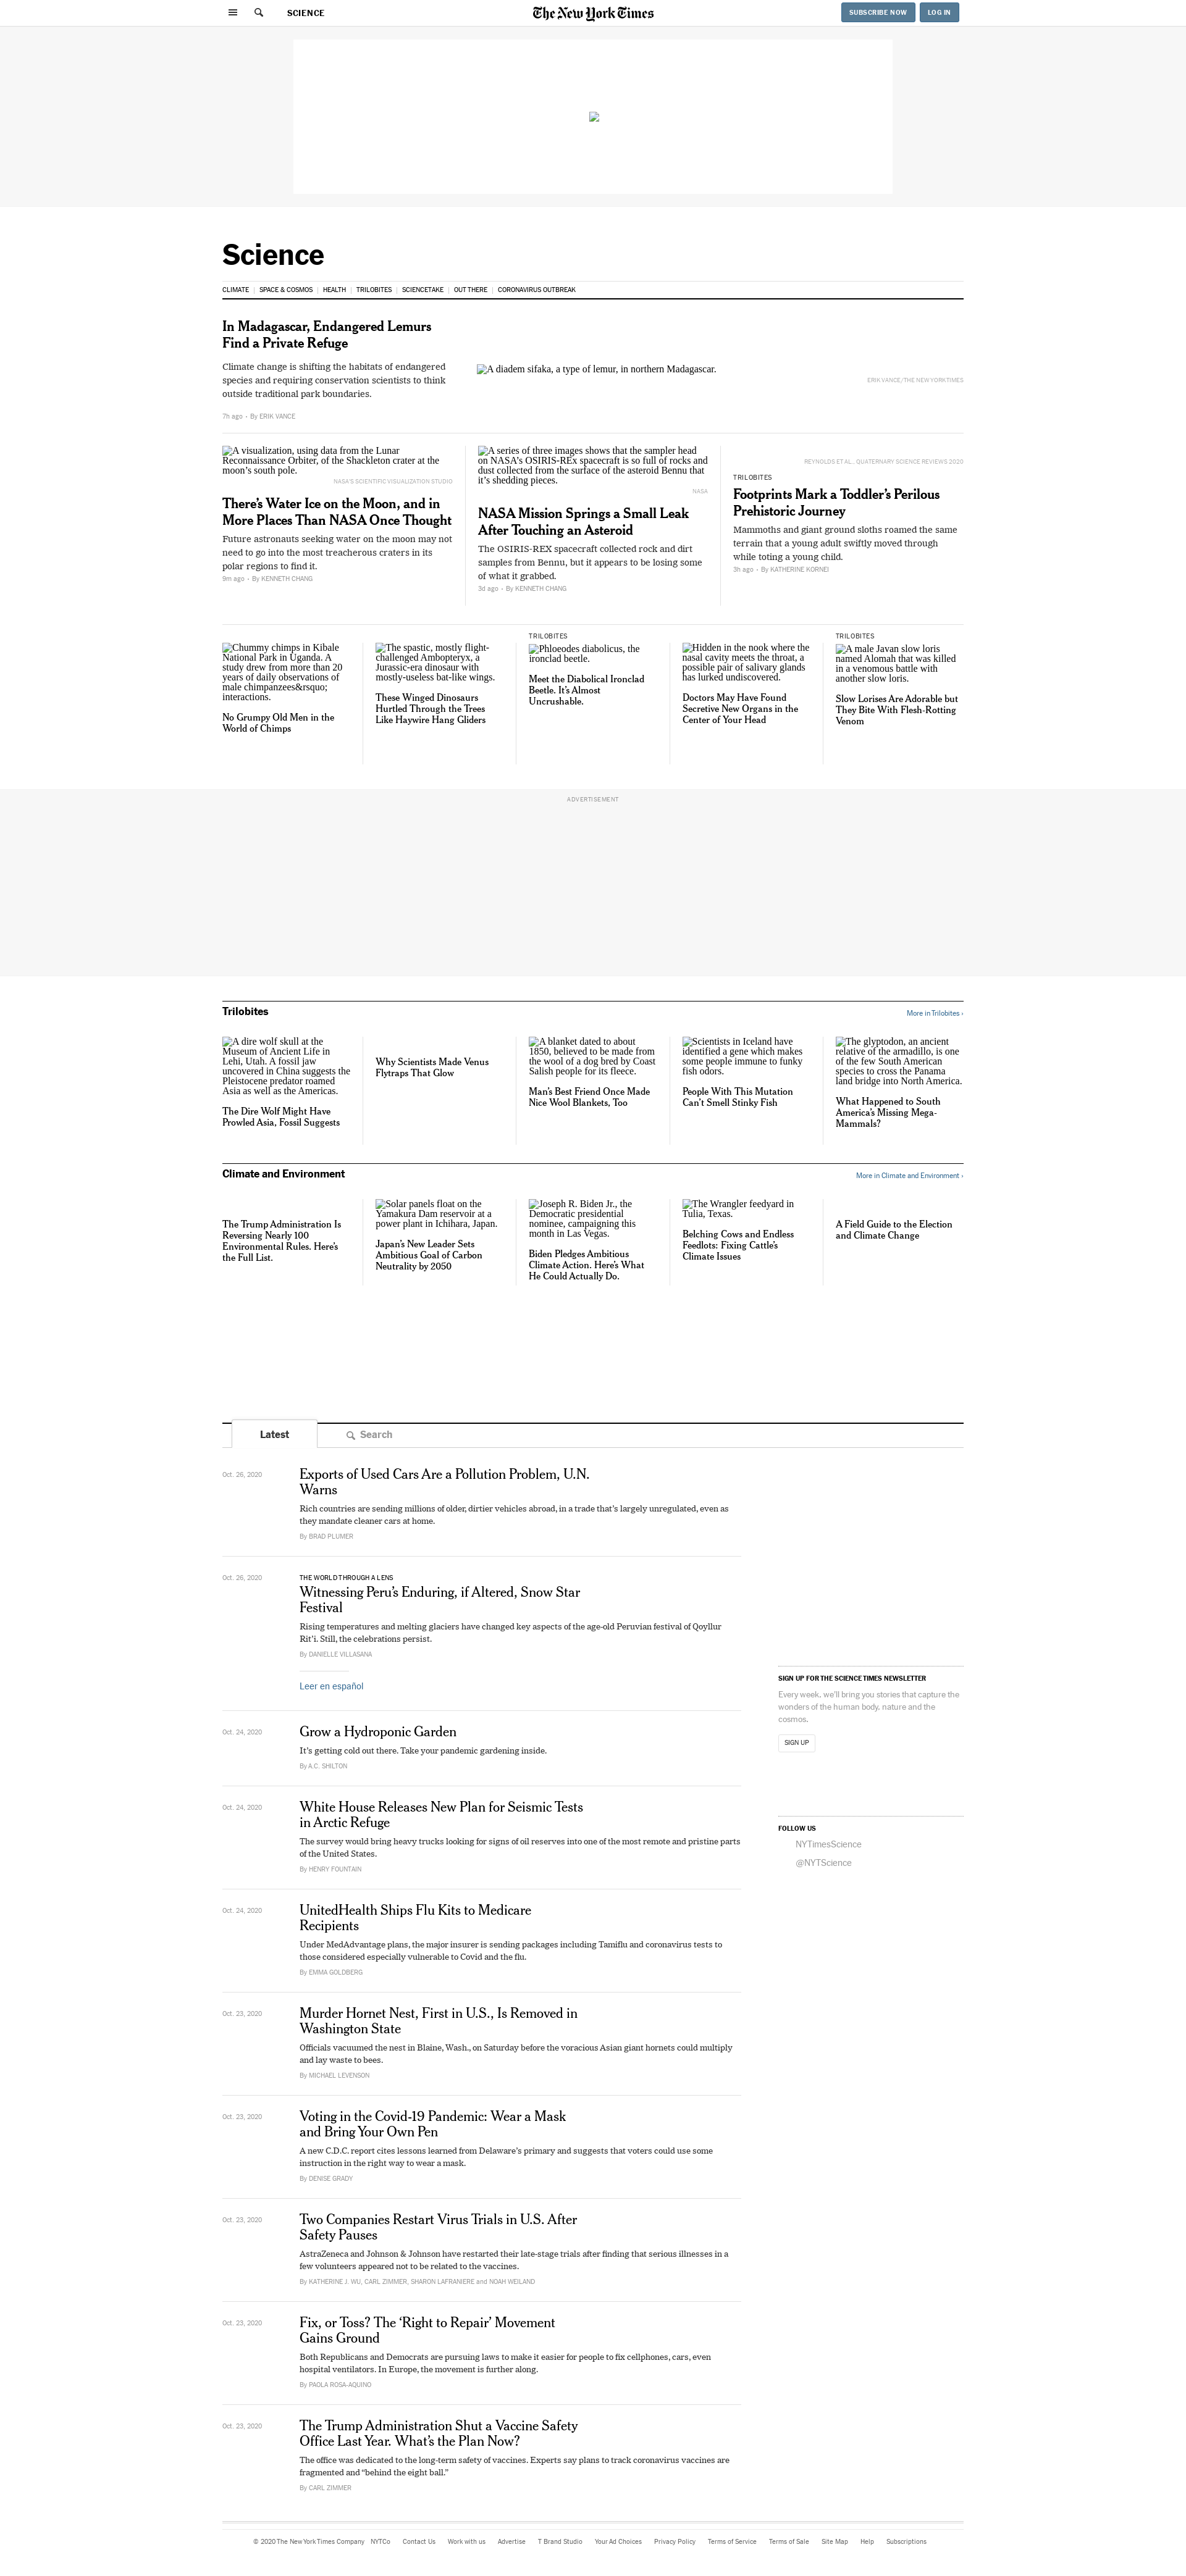 SCIENCE
The New York Times
SUBSCRIBE NOW
LOG IN
Science
CLIMATE
SPACE & COSMOS
HEALTH
TRILOBITES
SCIENCETAKE
OUT THERE
CORONAVIRUS OUTBREAK
In Madagascar, Endangered Lemurs
Find a Private Refuge
Climate change is shifting the habitats of endangered
species and requiring conservation scientists to think
outside traditional park boundaries.
7h ago • By ERIK VANCE
A diadem sifaka, a type of lemur, in northern Madagascar.
ERIK VANCE/THE NEW YORK TIMES
A visualization, using data from the Lunar
Reconnaissance Orbiter, of the Shackleton crater at the
moon’s south pole.
NASA'S SCIENTIFIC VISUALIZATION STUDIO
There’s Water Ice on the Moon, and in
More Places Than NASA Once Thought
Future astronauts seeking water on the moon may not
need to go into the most treacherous craters in its
polar regions to find it.
9m ago • By KENNETH CHANG
A series of three images shows that the sampler head
on NASA’s OSIRIS-REx spacecraft is so full of rocks and
dust collected from the surface of the asteroid Bennu that
it’s shedding pieces.
NASA
NASA Mission Springs a Small Leak
After Touching an Asteroid
The OSIRIS-REX spacecraft collected rock and dirt
samples from Bennu, but it appears to be losing some
of what it grabbed.
3d ago • By KENNETH CHANG
REYNOLDS ET AL., QUATERNARY SCIENCE REVIEWS 2020
TRILOBITES
Footprints Mark a Toddler’s Perilous
Prehistoric Journey
Mammoths and giant ground sloths roamed the same
terrain that a young adult swiftly moved through
while toting a young child.
3h ago • By KATHERINE KORNEI
Chummy chimps in Kibale
National Park in Uganda. A
study drew from more than 20
years of daily observations of
male chimpanzees&rsquo;
interactions.
No Grumpy Old Men in the
World of Chimps
The spastic, mostly flight-
challenged Ambopteryx, a
Jurassic-era dinosaur with
mostly-useless bat-like wings.
These Winged Dinosaurs
Hurtled Through the Trees
Like Haywire Hang Gliders
TRILOBITES
Phloeodes diabolicus, the
ironclad beetle.
Meet the Diabolical Ironclad
Beetle. It’s Almost
Uncrushable.
Hidden in the nook where the
nasal cavity meets the throat, a
possible pair of salivary glands
has lurked undiscovered.
Doctors May Have Found
Secretive New Organs in the
Center of Your Head
TRILOBITES
A male Javan slow loris
named Alomah that was killed
in a venomous battle with
another slow loris.
Slow Lorises Are Adorable but
They Bite With Flesh-Rotting
Venom
ADVERTISEMENT
Trilobites
More in Trilobites ›
A dire wolf skull at the
Museum of Ancient Life in
Lehi, Utah. A fossil jaw
uncovered in China suggests the
Pleistocene predator roamed
Asia as well as the Americas.
The Dire Wolf Might Have
Prowled Asia, Fossil Suggests
Why Scientists Made Venus
Flytraps That Glow
A blanket dated to about
1850, believed to be made from
the wool of a dog bred by Coast
Salish people for its fleece.
Man’s Best Friend Once Made
Nice Wool Blankets, Too
Scientists in Iceland have
identified a gene which makes
some people immune to funky
fish odors.
People With This Mutation
Can’t Smell Stinky Fish
The glyptodon, an ancient
relative of the armadillo, is one
of the few South American
species to cross the Panama
land bridge into North America.
What Happened to South
America’s Missing Mega-
Mammals?
Climate and Environment
More in Climate and Environment ›
The Trump Administration Is
Reversing Nearly 100
Environmental Rules. Here’s
the Full List.
Solar panels float on the
Yamakura Dam reservoir at a
power plant in Ichihara, Japan.
Japan’s New Leader Sets
Ambitious Goal of Carbon
Neutrality by 2050
Joseph R. Biden Jr., the
Democratic presidential
nominee, campaigning this
month in Las Vegas.
Biden Pledges Ambitious
Climate Action. Here’s What
He Could Actually Do.
The Wrangler feedyard in
Tulia, Texas.
Belching Cows and Endless
Feedlots: Fixing Cattle’s
Climate Issues
A Field Guide to the Election
and Climate Change
Latest
Search
Oct. 26, 2020
Exports of Used Cars Are a Pollution Problem, U.N.
Warns
Rich countries are sending millions of older, dirtier vehicles abroad, in a trade that’s largely unregulated, even as
they mandate cleaner cars at home.
By BRAD PLUMER
Oct. 26, 2020
THE WORLD THROUGH A LENS
Witnessing Peru’s Enduring, if Altered, Snow Star
Festival
Rising temperatures and melting glaciers have changed key aspects of the age-old Peruvian festival of Qoyllur
Rit’i. Still, the celebrations persist.
By DANIELLE VILLASANA
Leer en español
Oct. 24, 2020
Grow a Hydroponic Garden
It’s getting cold out there. Take your pandemic gardening inside.
By A.C. SHILTON
Oct. 24, 2020
White House Releases New Plan for Seismic Tests
in Arctic Refuge
The survey would bring heavy trucks looking for signs of oil reserves into one of the most remote and pristine parts
of the United States.
By HENRY FOUNTAIN
Oct. 24, 2020
UnitedHealth Ships Flu Kits to Medicare
Recipients
Under MedAdvantage plans, the major insurer is sending packages including Tamiflu and coronavirus tests to
those considered especially vulnerable to Covid and the flu.
By EMMA GOLDBERG
Oct. 23, 2020
Murder Hornet Nest, First in U.S., Is Removed in
Washington State
Officials vacuumed the nest in Blaine, Wash., on Saturday before the voracious Asian giant hornets could multiply
and lay waste to bees.
By MICHAEL LEVENSON
Oct. 23, 2020
Voting in the Covid-19 Pandemic: Wear a Mask
and Bring Your Own Pen
A new C.D.C. report cites lessons learned from Delaware’s primary and suggests that voters could use some
instruction in the right way to wear a mask.
By DENISE GRADY
Oct. 23, 2020
Two Companies Restart Virus Trials in U.S. After
Safety Pauses
AstraZeneca and Johnson & Johnson have restarted their late-stage trials after finding that serious illnesses in a
few volunteers appeared not to be related to the vaccines.
By KATHERINE J. WU, CARL ZIMMER, SHARON LAFRANIERE and NOAH WEILAND
Oct. 23, 2020
Fix, or Toss? The ‘Right to Repair’ Movement
Gains Ground
Both Republicans and Democrats are pursuing laws to make it easier for people to fix cellphones, cars, even
hospital ventilators. In Europe, the movement is further along.
By PAOLA ROSA-AQUINO
Oct. 23, 2020
The Trump Administration Shut a Vaccine Safety
Office Last Year. What’s the Plan Now?
The office was dedicated to the long-term safety of vaccines. Experts say plans to track coronavirus vaccines are
fragmented and “behind the eight ball.”
By CARL ZIMMER
SIGN UP FOR THE SCIENCE TIMES NEWSLETTER
Every week, we'll bring you stories that capture the
wonders of the human body, nature and the
cosmos.
SIGN UP
FOLLOW US
NYTimesScience
@NYTScience
© 2020 The New York Times Company
NYTCo
Contact Us
Work with us
Advertise
T Brand Studio
Your Ad Choices
Privacy Policy
Terms of Service
Terms of Sale
Site Map
Help
Subscriptions